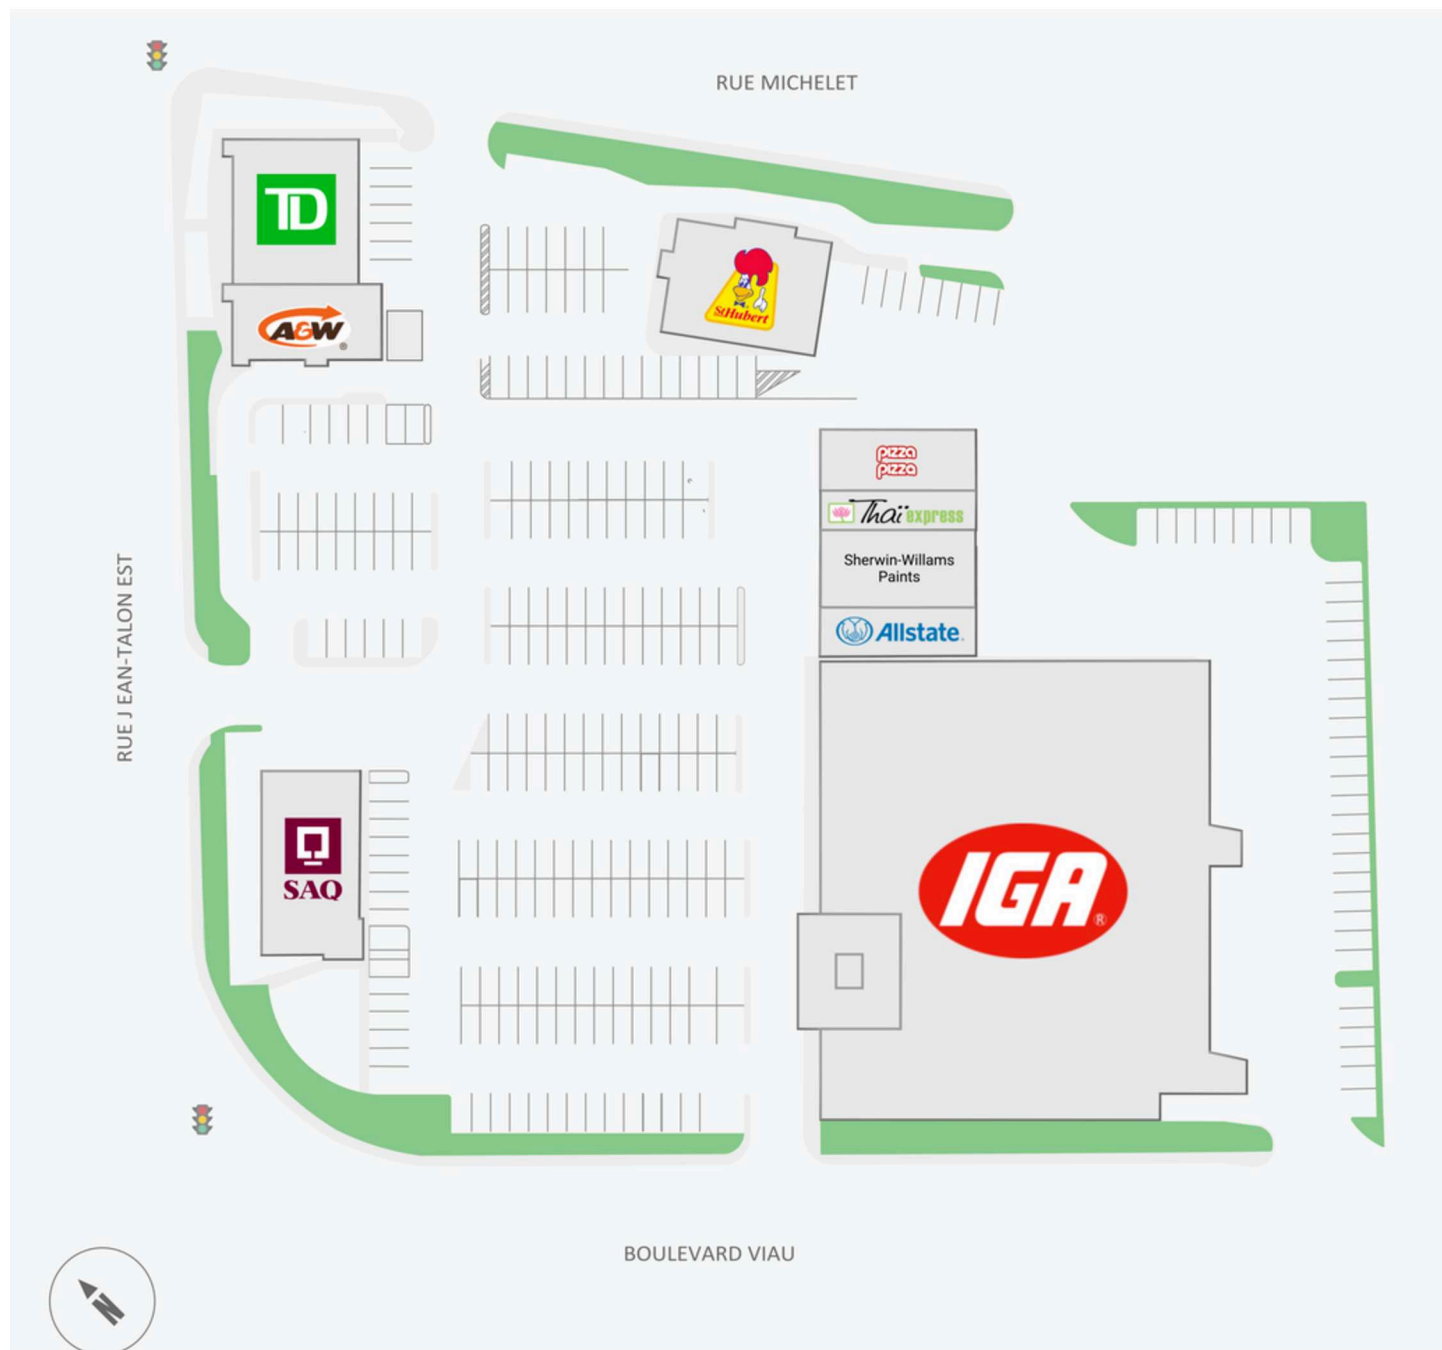 RUE MICHELET
TD
StHubert
A&W®
pizza
pizza
Thaï express
Sherwin-Willams
Paints
Allstate.
RUE J EAN-TALON EST
SAQ
IGA®
BOULEVARD VIAU
N